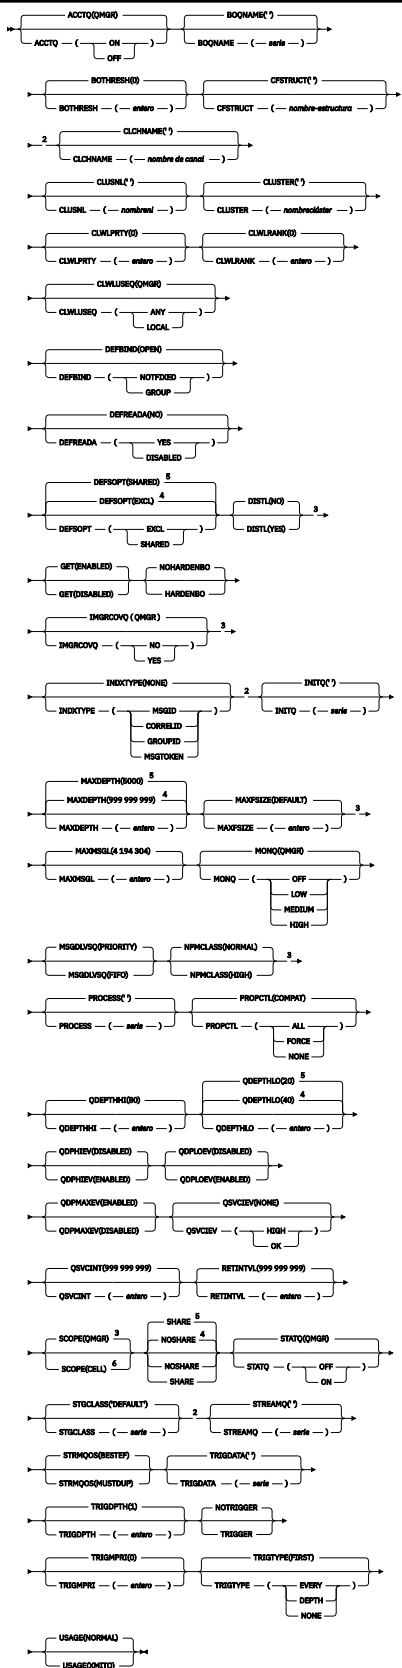 ACCTQ(QMGR) BOQNAME(' ')
ACCTQ ( ON ) BOQNAME ( serie )
OFF
BOTHRESH(0) CFSTRUCT(' ')
BOTHRESH ( entero ) CFSTRUCT ( nombre-estructura )
2 CLCHNAME(' ')
CLCHNAME ( nombre de canal )
CLUSNL(' ') CLUSTER(' ')
CLUSNL ( nombrenl ) CLUSTER ( nombreclúster )
CLWLPRTY(0) CLWLRANK(0)
CLWLPRTY ( entero ) CLWLRANK ( entero )
CLWLUSEQ(QMGR)
CLWLUSEQ ( ANY )
LOCAL
DEFBIND(OPEN)
DEFBIND ( NOTFIXED )
GROUP
DEFREADA(NO)
DEFREADA ( YES )
DISABLED
DEFSOPT(SHARED) 5
DEFSOPT(EXCL) 4 DISTL(NO) 3
DEFSOPT ( EXCL ) DISTL(YES)
SHARED
GET(ENABLED) NOHARDENBO
GET(DISABLED) HARDENBO
IMGRCOVQ ( QMGR ) 3
IMGRCOVQ ( NO )
YES
INDXTYPE(NONE) 2 INITQ(' ')
INDXTYPE ( MSGID ) INITQ ( serie )
CORRELID
GROUPID
MSGTOKEN
MAXDEPTH(5000) 5
MAXDEPTH(999 999 999) 4 MAXFSIZE(DEFAULT) 3
MAXDEPTH ( entero ) MAXFSIZE ( entero )
MAXMSGL(4 194 304) MONQ(QMGR)
MAXMSGL ( entero ) MONQ ( OFF )
LOW
MEDIUM
HIGH
MSGDLVSQ(PRIORITY) NPMCLASS(NORMAL) 3
MSGDLVSQ(FIFO) NPMCLASS(HIGH)
PROCESS(' ') PROPCTL(COMPAT)
PROCESS ( serie ) PROPCTL ( ALL )
FORCE
NONE
QDEPTHLO(20) 5
QDEPTHHI(80) QDEPTHLO(40) 4
QDEPTHHI ( entero ) QDEPTHLO ( entero )
QDPHIEV(DISABLED) QDPLOEV(DISABLED)
QDPHIEV(ENABLED) QDPLOEV(ENABLED)
QDPMAXEV(ENABLED) QSVCIEV(NONE)
QDPMAXEV(DISABLED) QSVCIEV ( HIGH )
OK
QSVCINT(999 999 999) RETINTVL(999 999 999)
QSVCINT ( entero ) RETINTVL ( entero )
SHARE 5
SCOPE(QMGR) 3 NOSHARE 4 STATQ(QMGR)
SCOPE(CELL) 6 NOSHARE STATQ ( OFF )
SHARE ON
STGCLASS('DEFAULT') 2 STREAMQ(' ')
STGCLASS ( serie ) STREAMQ ( serie )
STRMQOS(BESTEF) TRIGDATA(' ')
STRMQOS(MUSTDUP) TRIGDATA ( serie )
TRIGDPTH(1) NOTRIGGER
TRIGDPTH ( entero ) TRIGGER
TRIGMPRI(0) TRIGTYPE(FIRST)
TRIGMPRI ( entero ) TRIGTYPE ( EVERY )
DEPTH
NONE
USAGE(NORMAL)
USAGEX(MITQ)